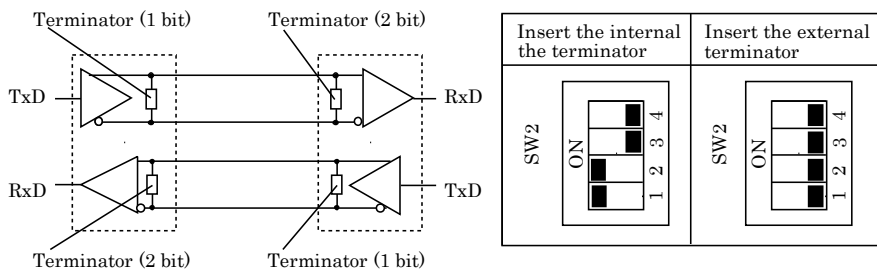 Terminator (1 bit)
Terminator (2 bit)
TxD
RxD
RxD
TxD
Terminator (2 bit)
Terminator (1 bit)
Insert the internal
the terminator
Insert the external
terminator
SW2
ON
1 2 3 4
SW2
ON
1 2 3 4